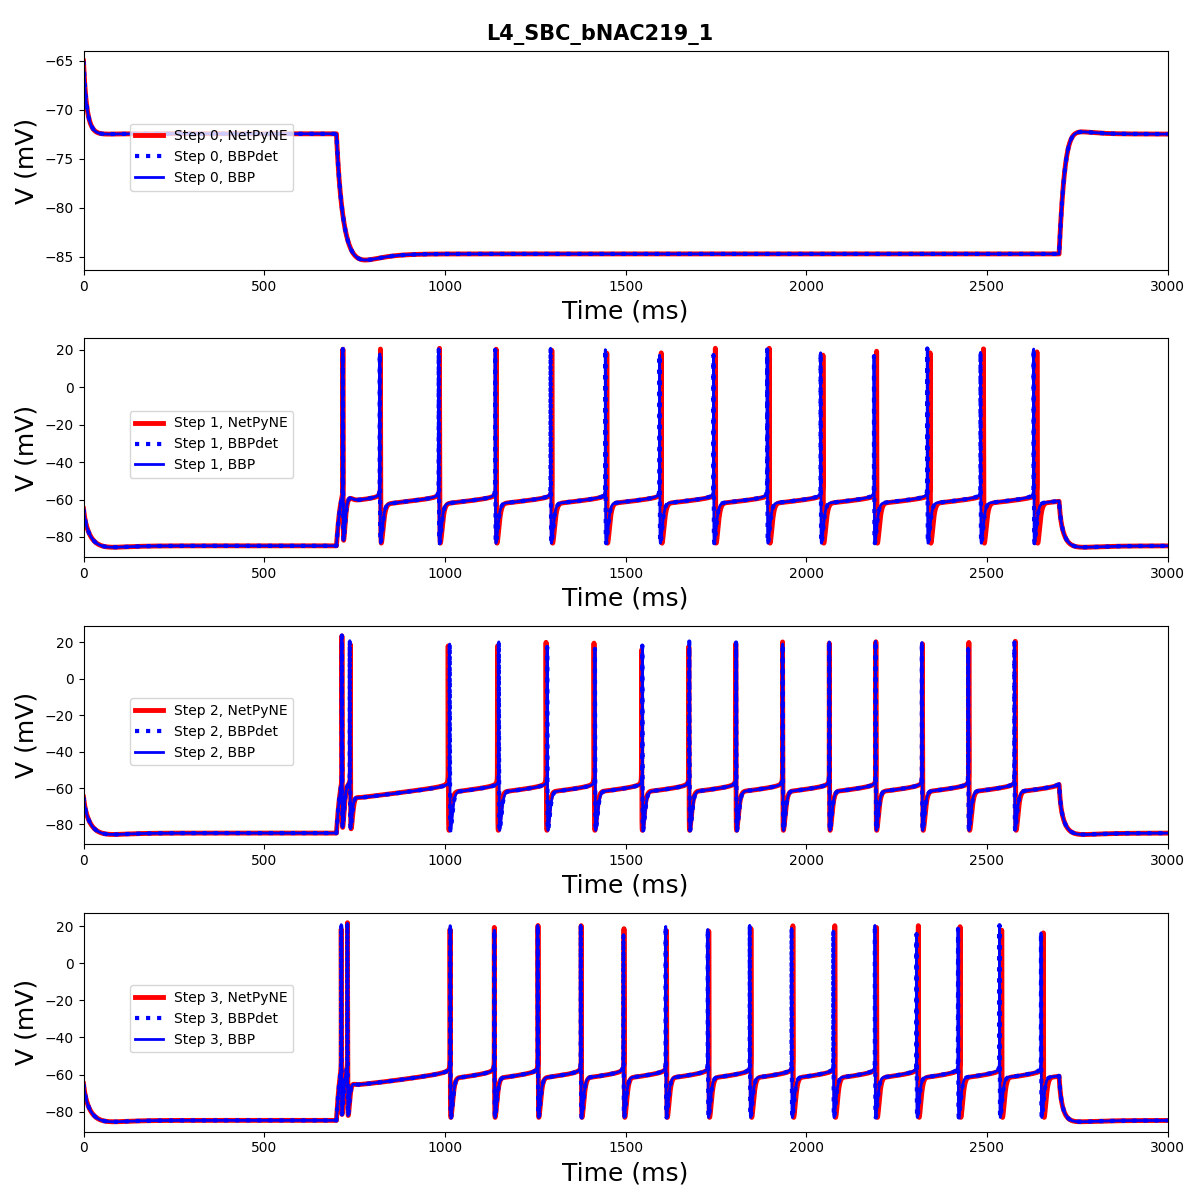 L4_SBC_bNAC219_1
−65
−70
−75
−80
−85
V (mV)
Step 0, NetPyNE
Step 0, BBPdet
Step 0, BBP
0 500 1000 1500 2000 2500 3000
Time (ms)
20
0
−20
−40
−60
−80
V (mV)
Step 1, NetPyNE
Step 1, BBPdet
Step 1, BBP
0 500 1000 1500 2000 2500 3000
Time (ms)
20
0
−20
−40
−60
−80
V (mV)
Step 2, NetPyNE
Step 2, BBPdet
Step 2, BBP
0 500 1000 1500 2000 2500 3000
Time (ms)
20
0
−20
−40
−60
−80
V (mV)
Step 3, NetPyNE
Step 3, BBPdet
Step 3, BBP
0 500 1000 1500 2000 2500 3000
Time (ms)